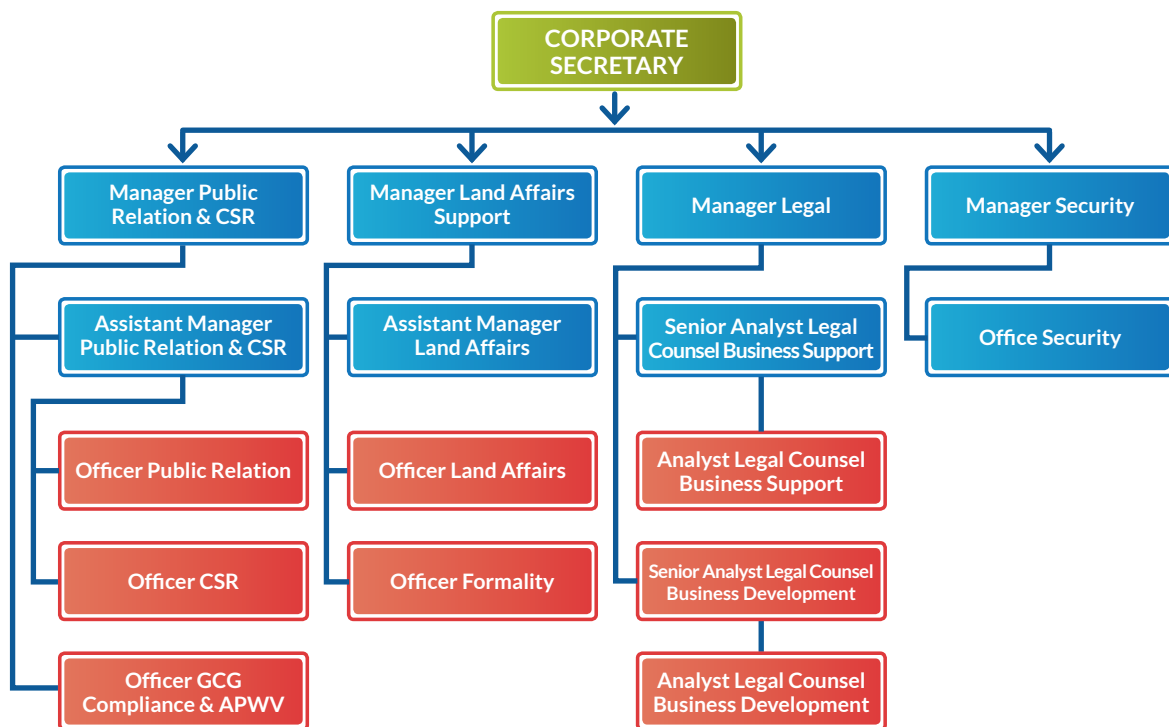 CORPORATE
SECRETARY
Manager Public
Relation & CSR
Manager Land Affairs
Support
Manager Legal
Manager Security
Assistant Manager
Public Relation & CSR
Assistant Manager
Land Affairs
Senior Analyst Legal
Counsel Business Support
Office Security
Officer Public Relation
Officer Land Affairs
Analyst Legal Counsel
Business Support
Officer CSR
Officer Formality
Senior Analyst Legal Counsel
Business Development
Officer GCG
Compliance & APWV
Analyst Legal Counsel
Business Development